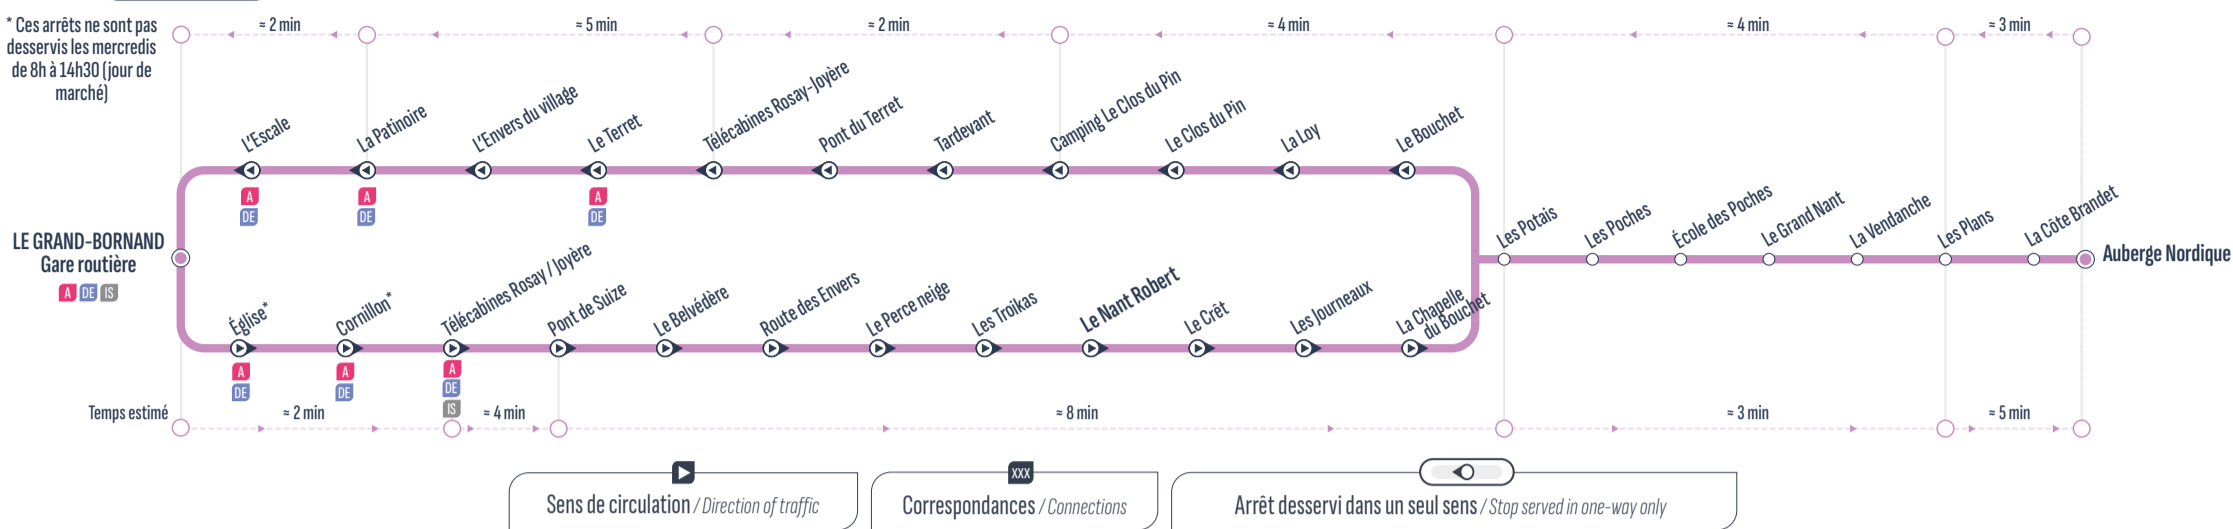 * Ces arrêts ne sont pas
desservis les mercredis
de 8h à 14h30 (jour de
marché)
≈ 2 min
≈ 5 min
≈ 2 min
≈ 4 min
≈ 4 min
≈ 3 min
L'Escale
A
DE
La Patinoire
A
DE
L'Envers du village
Le Terret
A
DE
Télécabines Rosay-Joyère
Pont du Terret
Tardevant
Camping Le Clos du Pin
Le Clos du Pin
La Loy
Le Bouchet
LE GRAND-BORNAND
Gare routière
A DE IS
Les Potais
Les Poches
École des Poches
Le Grand Nant
La Vendanche
Les Plans
La Côte Brandet
Auberge Nordique
Église*
A
DE
Cornillon*
A
DE
Télécabines Rosay / Joyère
A
DE
IS
Pont de Suize
Le Belvédère
Route des Envers
Le Perce neige
Les Troikas
Le Nant Robert
Le Crêt
Les Journeaux
La Chapelle
du Bouchet
Temps estimé
≈ 2 min
≈ 4 min
≈ 8 min
≈ 3 min
≈ 5 min
Sens de circulation / Direction of traffic
XXX
Correspondances / Connections
Arrêt desservi dans un seul sens / Stop served in one-way only